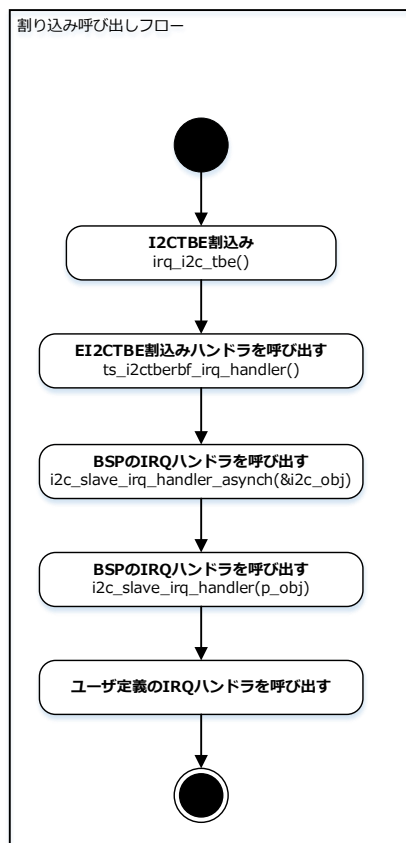 割り込み呼び出しフロー
I2CTBE割込み
irq_i2c_tbe()
EI2CTBE割込みハンドラを呼び出す
ts_i2ctberbf_irq_handler()
BSPのIRQハンドラを呼び出す
i2c_slave_irq_handler_asynch(&i2c_obj)
BSPのIRQハンドラを呼び出す
i2c_slave_irq_handler(p_obj)
ユーザ定義のIRQハンドラを呼び出す